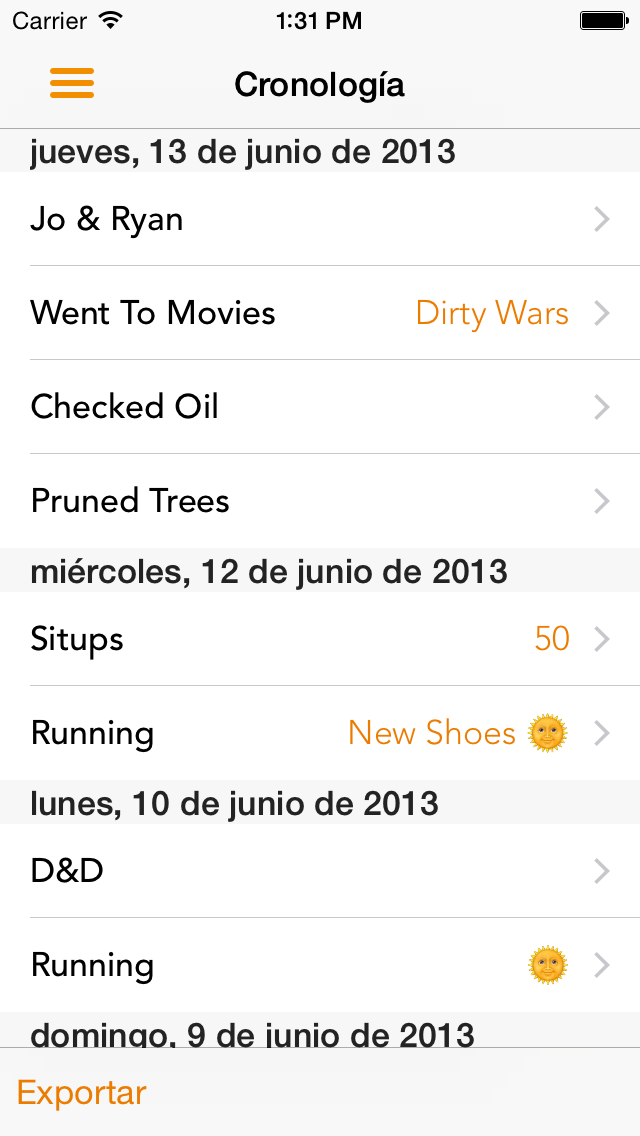 Carrier 1:31 PM
Cronología
jueves, 13 de junio de 2013
Jo & Ryan
Went To Movies Dirty Wars
Checked Oil
Pruned Trees
miércoles, 12 de junio de 2013
Situps 50
Running New Shoes 🌞
lunes, 10 de junio de 2013
D&D
Running 🌞
domingo, 9 de junio de 2013
Exportar